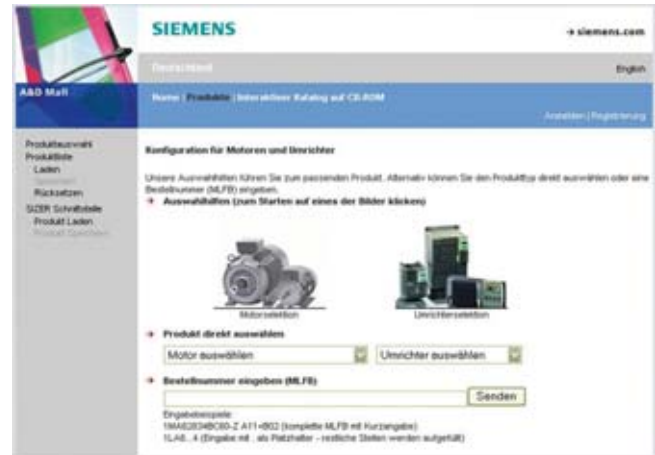 SIEMENS
→ siemens.com
Deutschland
English
A&D Mall
Home | Produkte | Interaktiver Katalog auf CD-ROM
Anmelden | Registrierung
Produktauswahl
Produktliste
Laden
Rücksetzen
SIZER Schnittstelle
Produkt Laden
Produkt Speichern
Konfiguration für Motoren und Umrichter
Unsere Auswahlhilfen führen Sie zum passenden Produkt. Alternativ können Sie den Produkttyp direkt auswählen oder eine
Bestellnummer (MLFB) eingeben.
Auswahlhilfen (zum Starten auf eines der Bilder klicken)
Motorselektion
Umrichterselektion
Produkt direkt auswählen
Motor auswählen
Umrichter auswählen
Bestellnummer eingeben (MLFB)
Senden
Eingabebeispiele:
(komplette MLFB mit Kurzangabe)
1LA6...4 (Eingabe mit . als Platzhalter - restliche Stellen werden aufgefüllt)